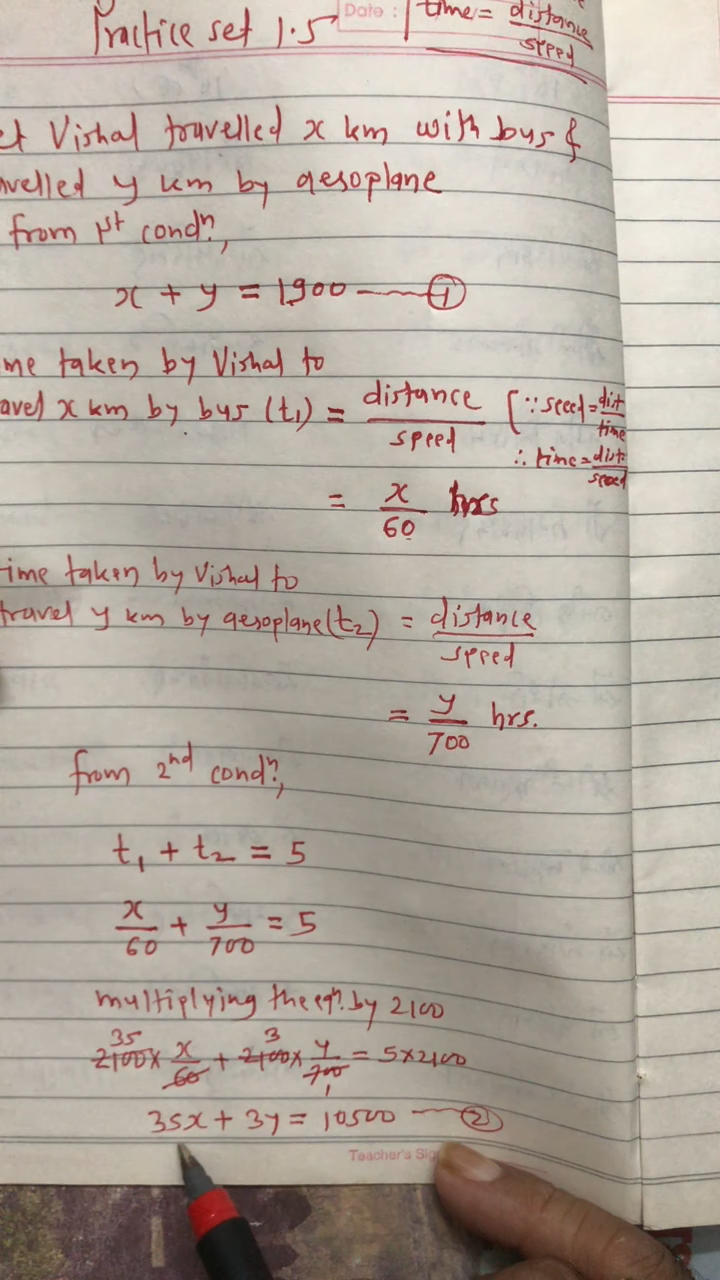 Practice set 1.5
Date : time = distance / speed
et Vishal travelled x km with bus &
avelled y km by aeroplane
from 1st condn,
x + y = 1900 —— ①
me taken by Vishal to
avel x km by bus (t₁) = distance / speed [∵ speed = dist / time
∴ time = dist / speed
= x/60 hrs
ime taken by Vishal to
travel y km by aeroplane (t₂) = distance / speed
= y/700 hrs.
from 2nd condn,
t₁ + t₂ = 5
x/60 + y/700 = 5
multiplying the eqn. by 2100
35 3
2100 × x/60 + 2100 × y/700 = 5 × 2100
1
35x + 3y = 10500 —— ②
Teacher's Sig